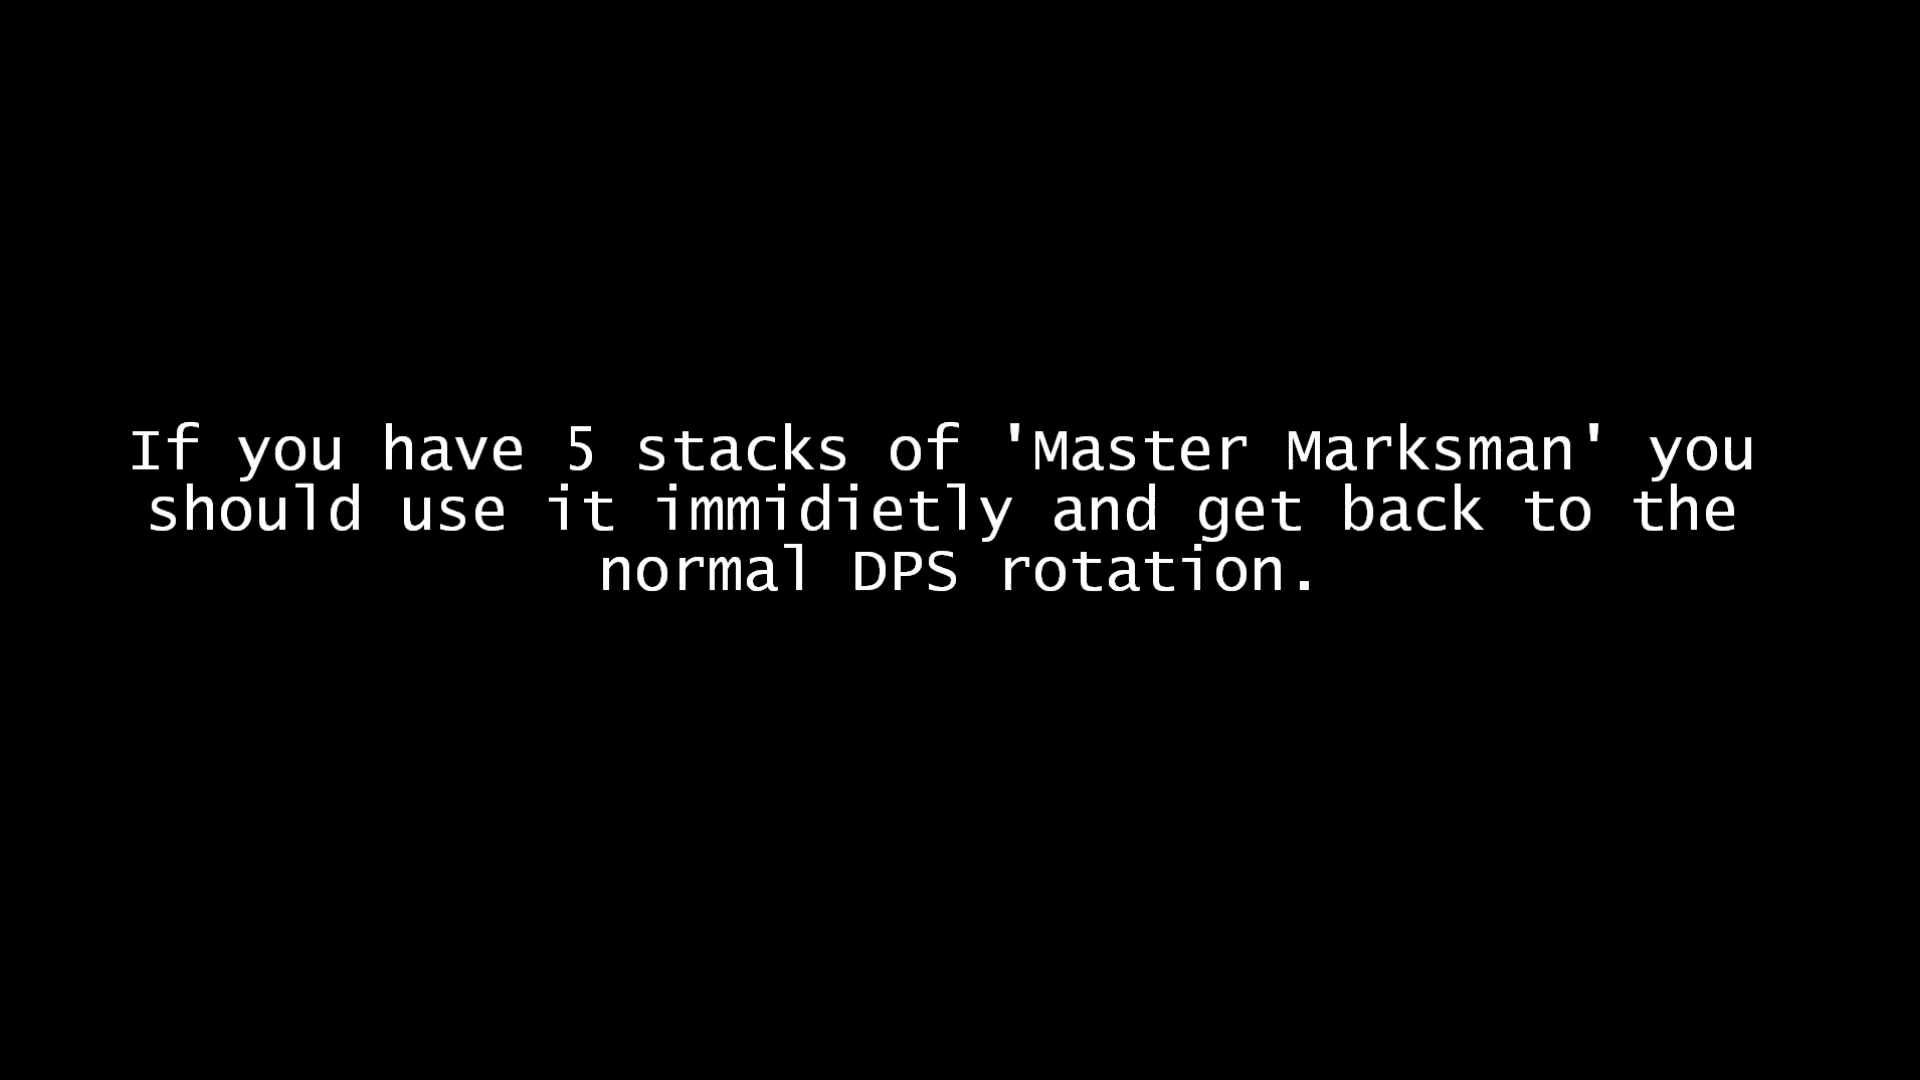 If you have 5 stacks of 'Master Marksman' you
should use it immidietly and get back to the
normal DPS rotation.